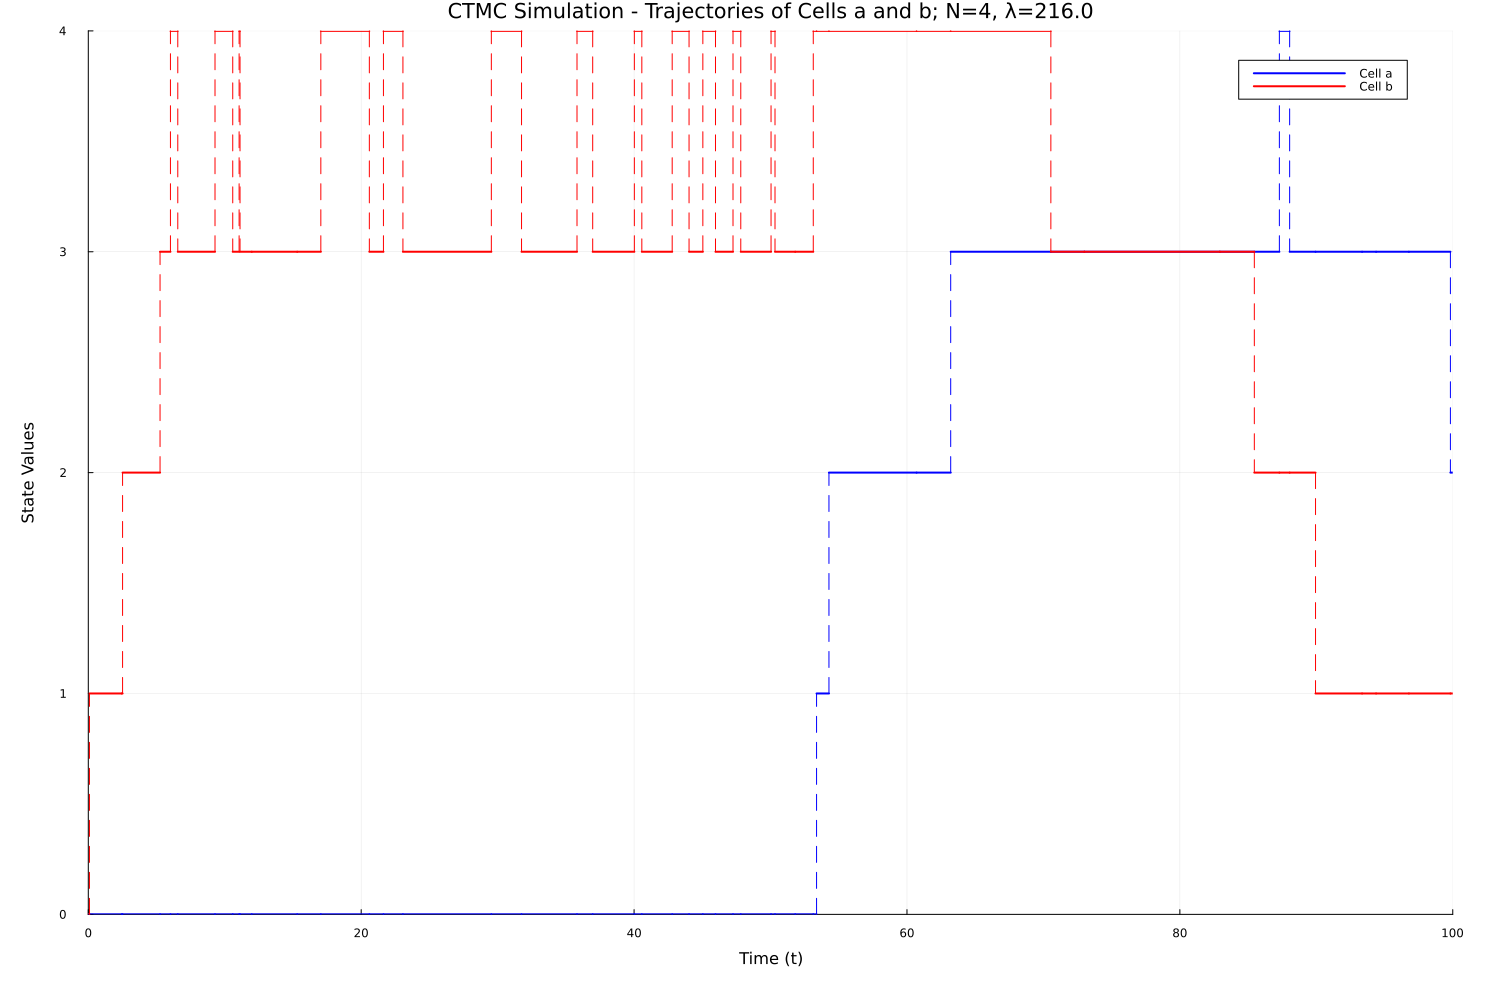 CTMC Simulation - Trajectories of Cells a and b; N=4, λ=216.0
4
Cell a
Cell b
3
State Values
2
1
0
0 20 40 60 80 100
Time (t)